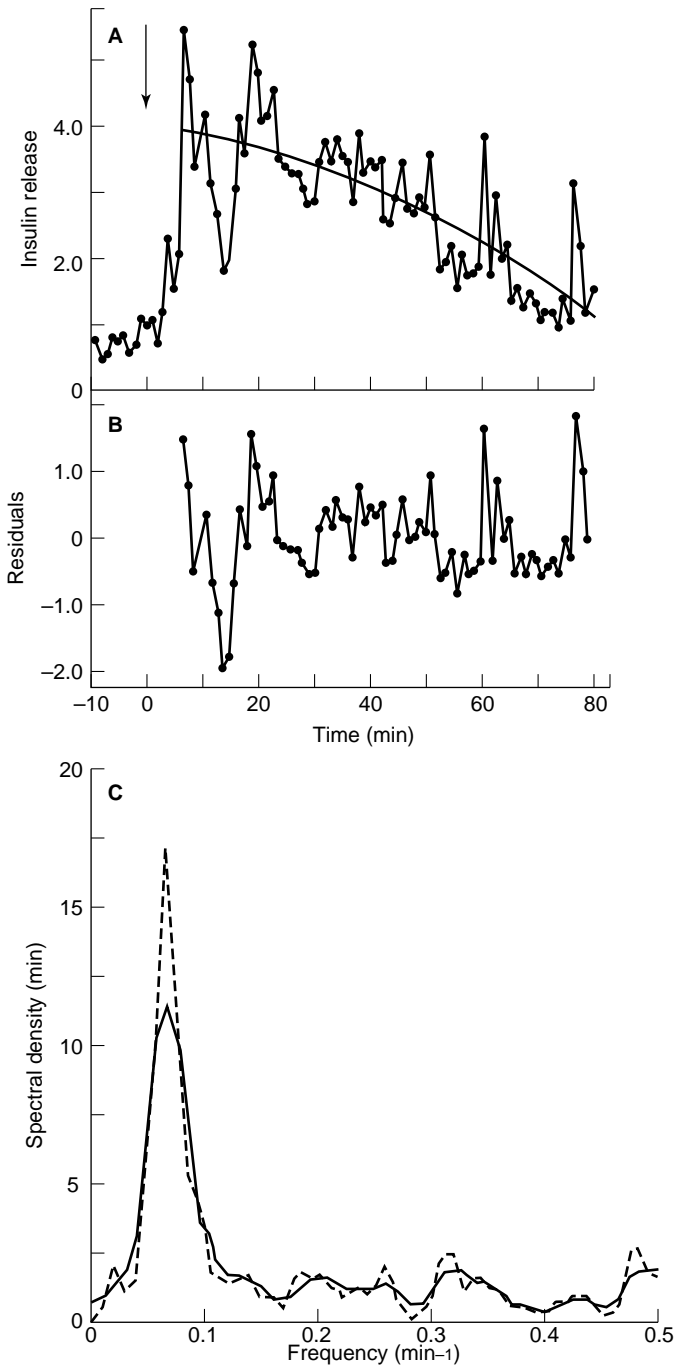 A
Insulin release
4.0
2.0
0
B
Residuals
1.0
0
–1.0
–2.0
–10 0 20 40 60 80
Time (min)
C
Spectral density (min)
20
15
10
5
0
0 0.1 0.2 0.3 0.4 0.5
Frequency (min–1)